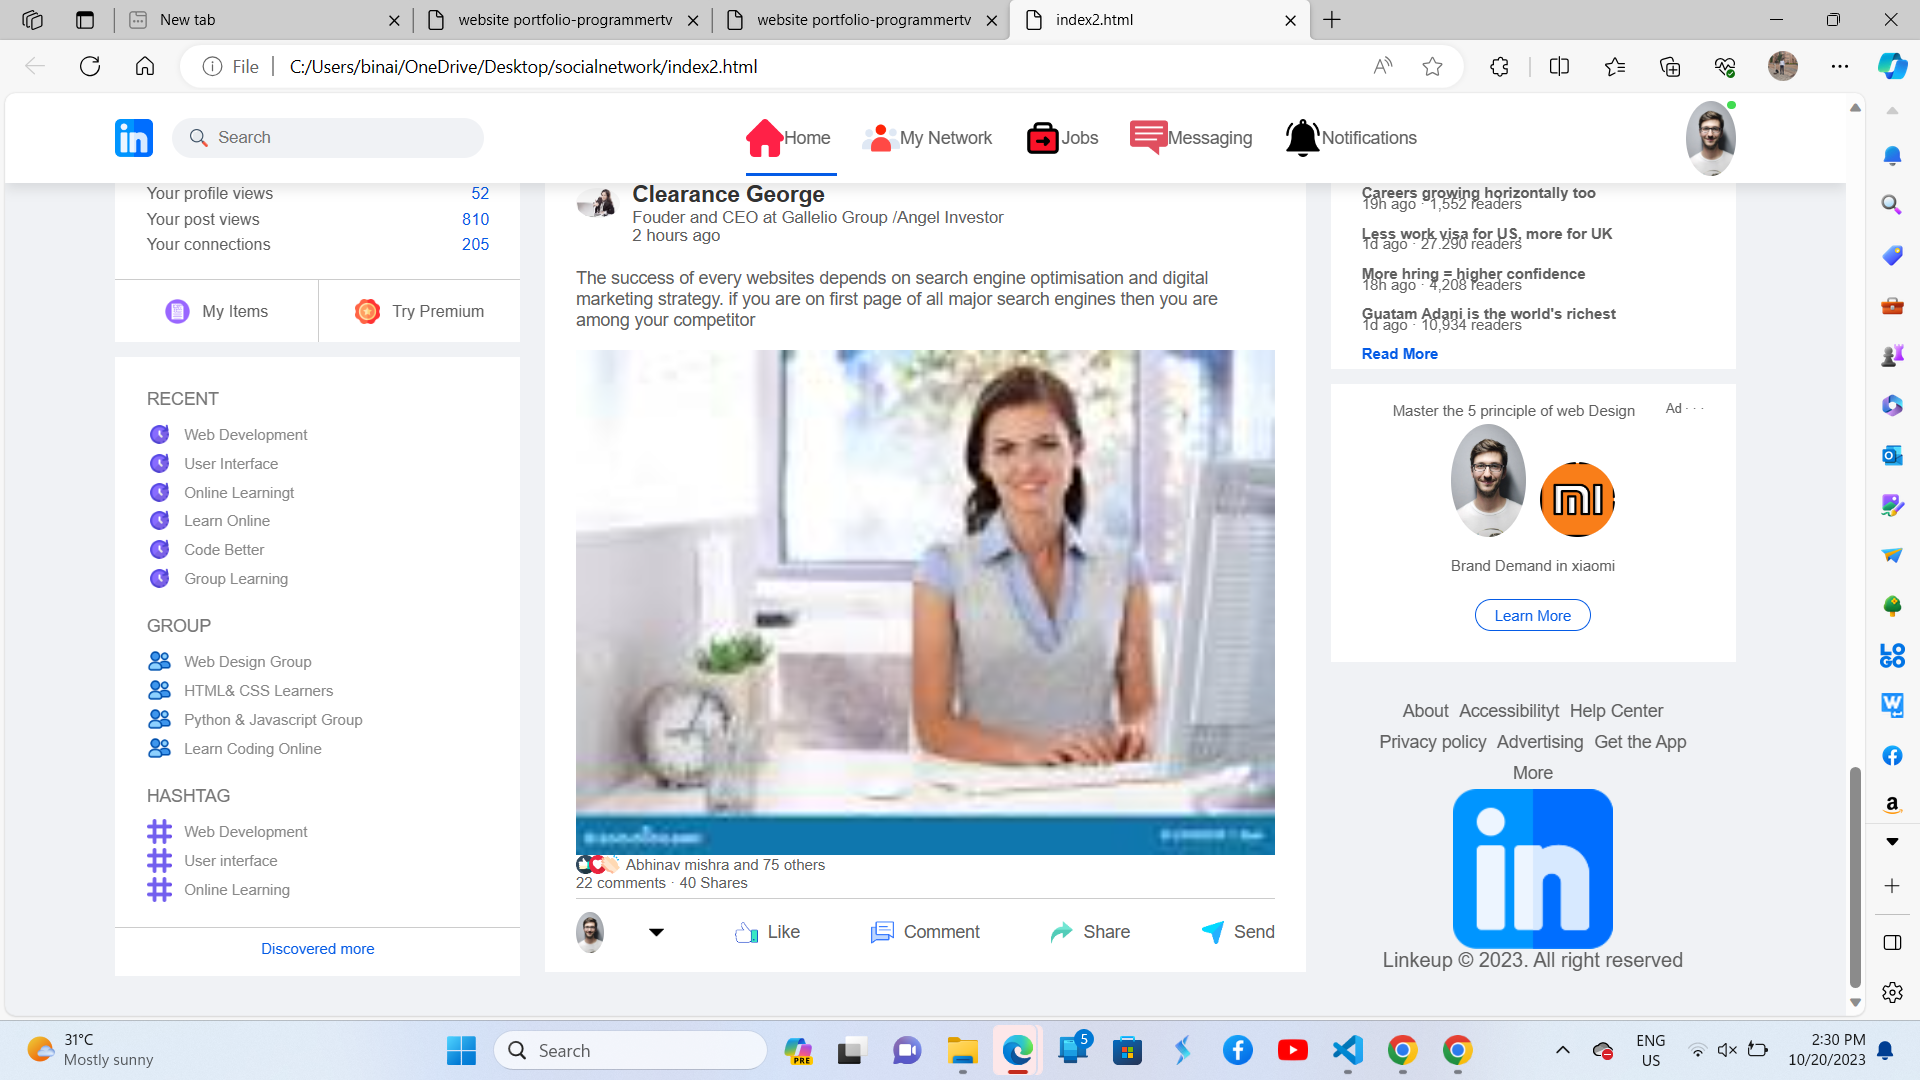 New tab
website portfolio-programmertv
website portfolio-programmertv
index2.html
File
C:/Users/binai/OneDrive/Desktop/socialnetwork/index2.html
in
Search
Home
My Network
Jobs
Messaging
Notifications
Your profile views 52
Your post views 810
Your connections 205
My Items
Try Premium
RECENT
Web Development
User Interface
Online Learningt
Learn Online
Code Better
Group Learning
GROUP
Web Design Group
HTML& CSS Learners
Python & Javascript Group
Learn Coding Online
HASHTAG
Web Development
User interface
Online Learning
Discovered more
Clearance George
Fouder and CEO at Gallelio Group /Angel Investor
2 hours ago
The success of every websites depends on search engine optimisation and digital
marketing strategy. if you are on first page of all major search engines then you are
among your competitor
Abhinav mishra and 75 others
22 comments · 40 Shares
Like
Comment
Share
Send
Careers growing horizontally too
19h ago · 1,552 readers
Less work visa for US, more for UK
1d ago · 27.290 readers
More hring = higher confidence
18h ago · 4,208 readers
Guatam Adani is the world's richest
1d ago · 10,934 readers
Read More
Master the 5 principle of web Design
Ad · · ·
mi
Brand Demand in xiaomi
Learn More
About Accessibilityt Help Center
Privacy policy Advertising Get the App
More
in
Linkeup © 2023. All right reserved
LOGO
31°C
Mostly sunny
Search
PRE
5
ENG
US
2:30 PM
10/20/2023